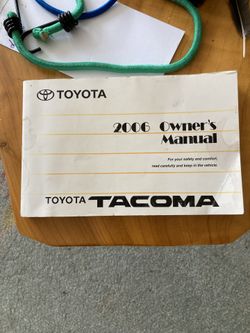 TOYOTA
2006 Owner's
Manual
For your safety and comfort,
read carefully and keep in the vehicle.
TOYOTA TACOMA